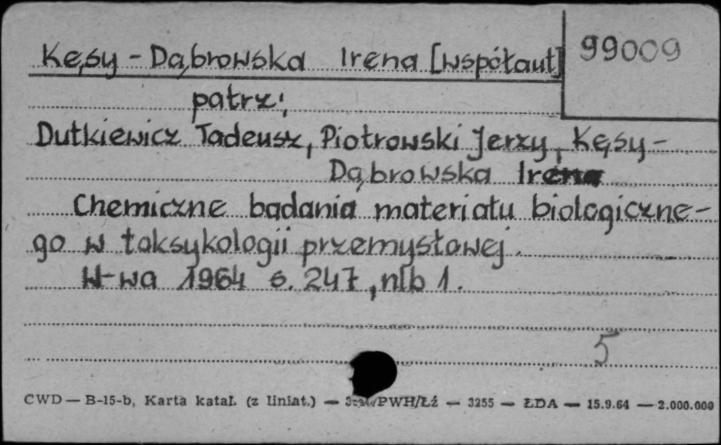 Kęsy-Dąbrowska Irena [współaut] 99009
patrz:
Dutkiewicz Tadeusz, Piotrowski Jerzy, Kęsy-
Dąbrowska Irena
Chemiczne badania materiału biologiczne-
go w toksykologii przemysłowej.
W-wa 1964 s. 247, nlb 1.
5
CWD — B-15-b, Karta katal. (z liniat.) — PWH/Łź — 3255 — ŁDA — 15.9.64 — 2.000.000